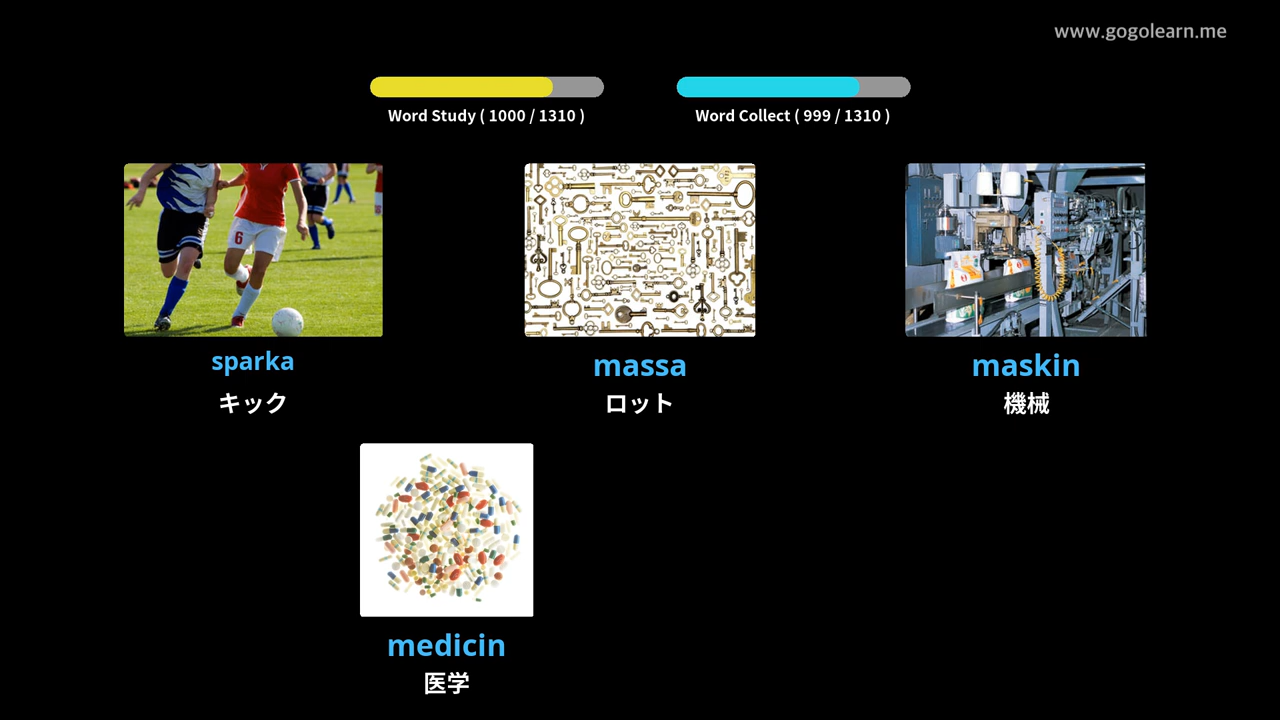 www.gogolearn.me
Word Study ( 1000 / 1310 )
Word Collect ( 999 / 1310 )
sparka
キック
massa
ロット
maskin
機械
medicin
医学